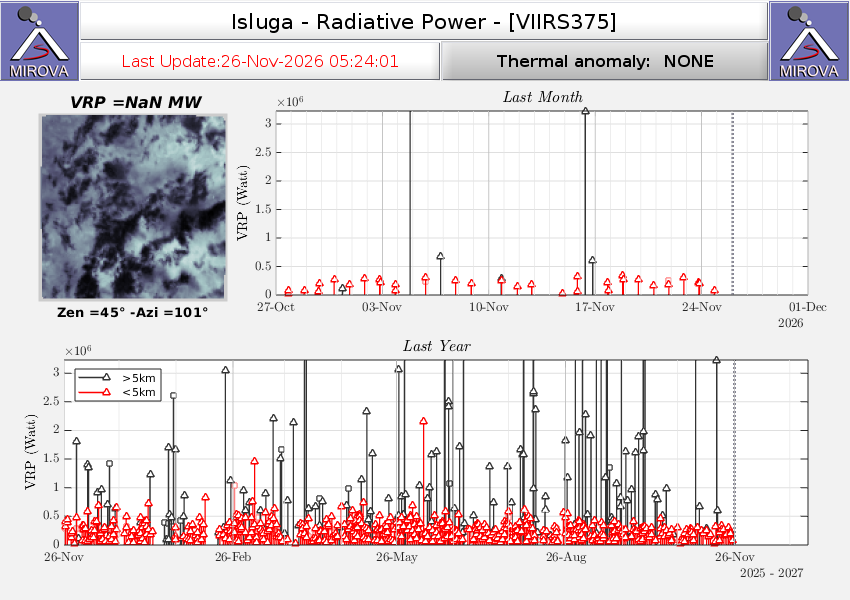 Isluga - Radiative Power - [VIIRS375]
MIROVA
Last Update:26-Nov-2026 05:24:01
Thermal anomaly: NONE
MIROVA
VRP =NaN MW
Zen =45° -Azi =101°
Last Month
×10^6
VRP (Watt)
3
2.5
2
1.5
1
0.5
0
27-Oct 03-Nov 10-Nov 17-Nov 24-Nov 01-Dec
2026
Last Year
×10^6
VRP (Watt)
3
2.5
2
1.5
1
0.5
0
>5km
<5km
26-Nov 26-Feb 26-May 26-Aug 26-Nov
2025 - 2027